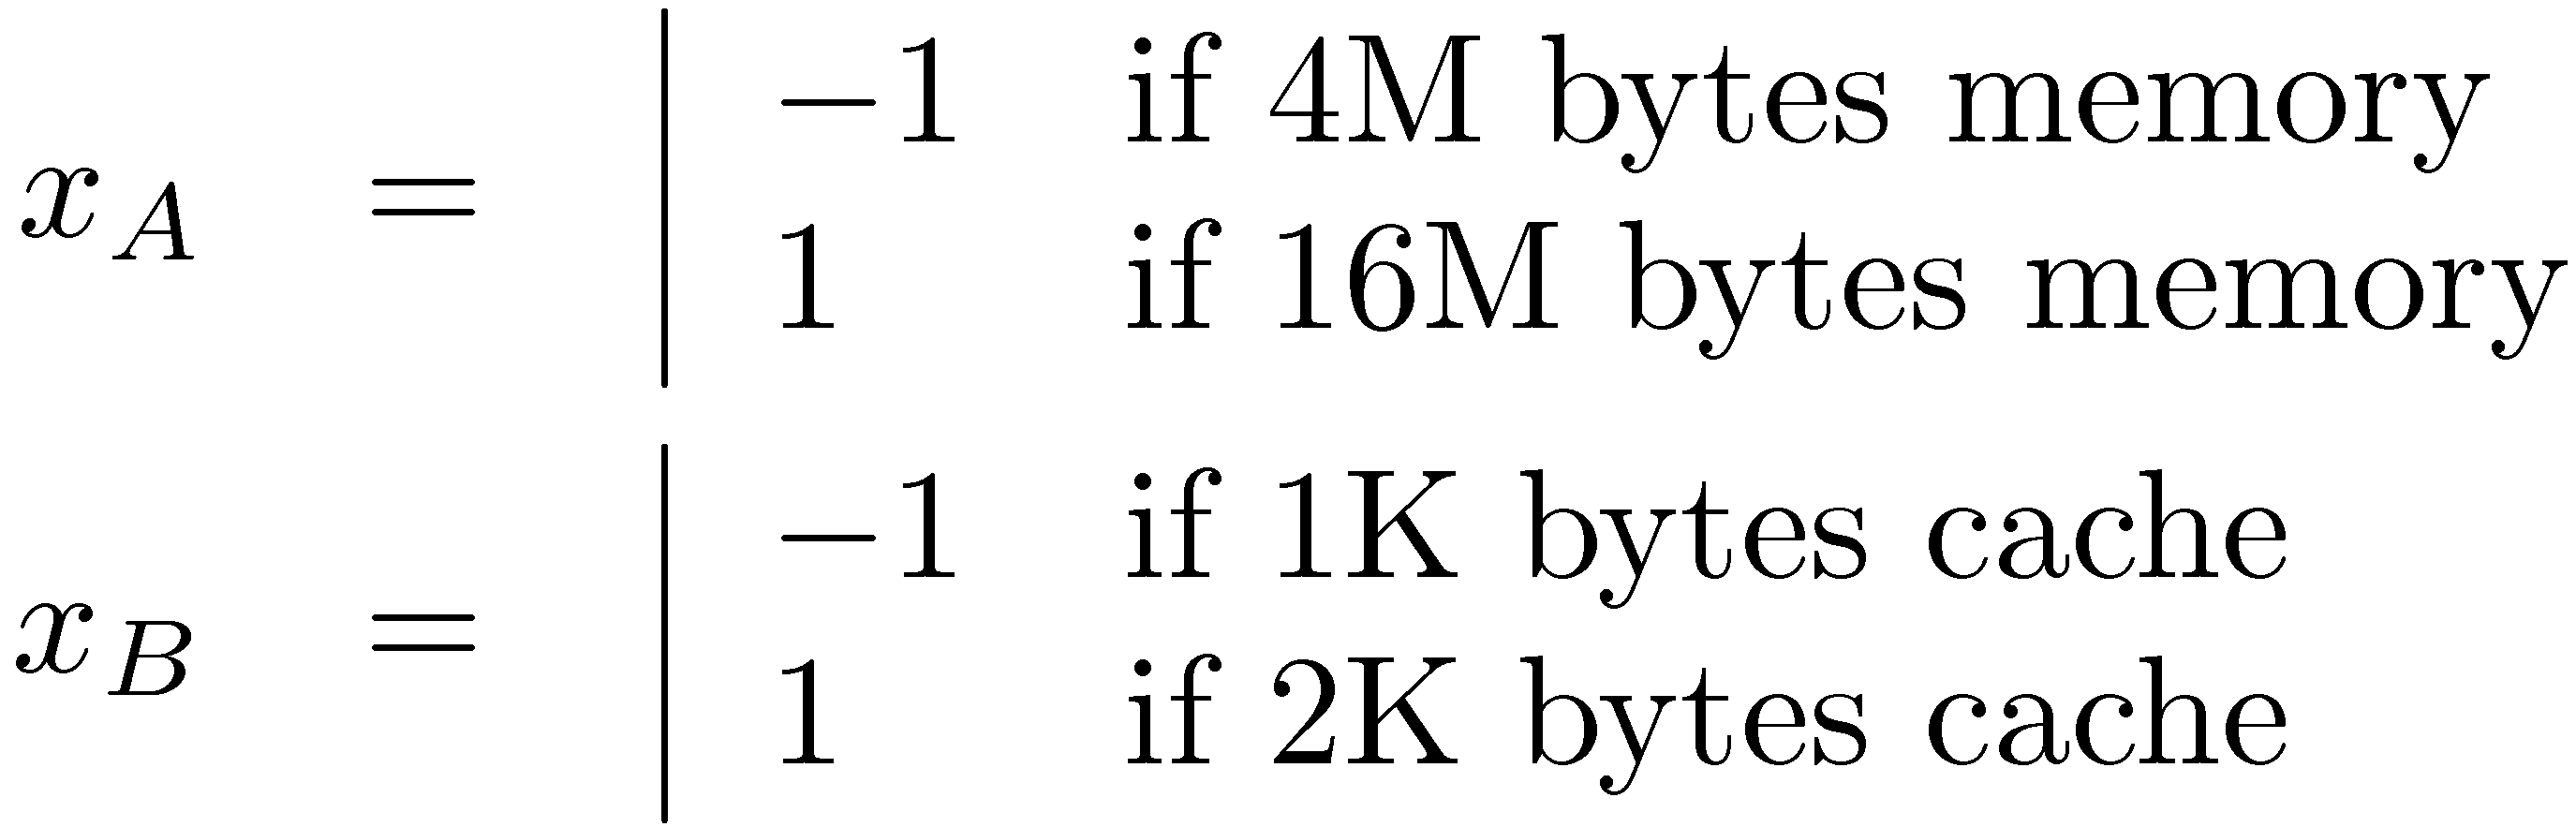 x_A = | −1 if 4M bytes memory
1 if 16M bytes memory
x_B = | −1 if 1K bytes cache
1 if 2K bytes cache